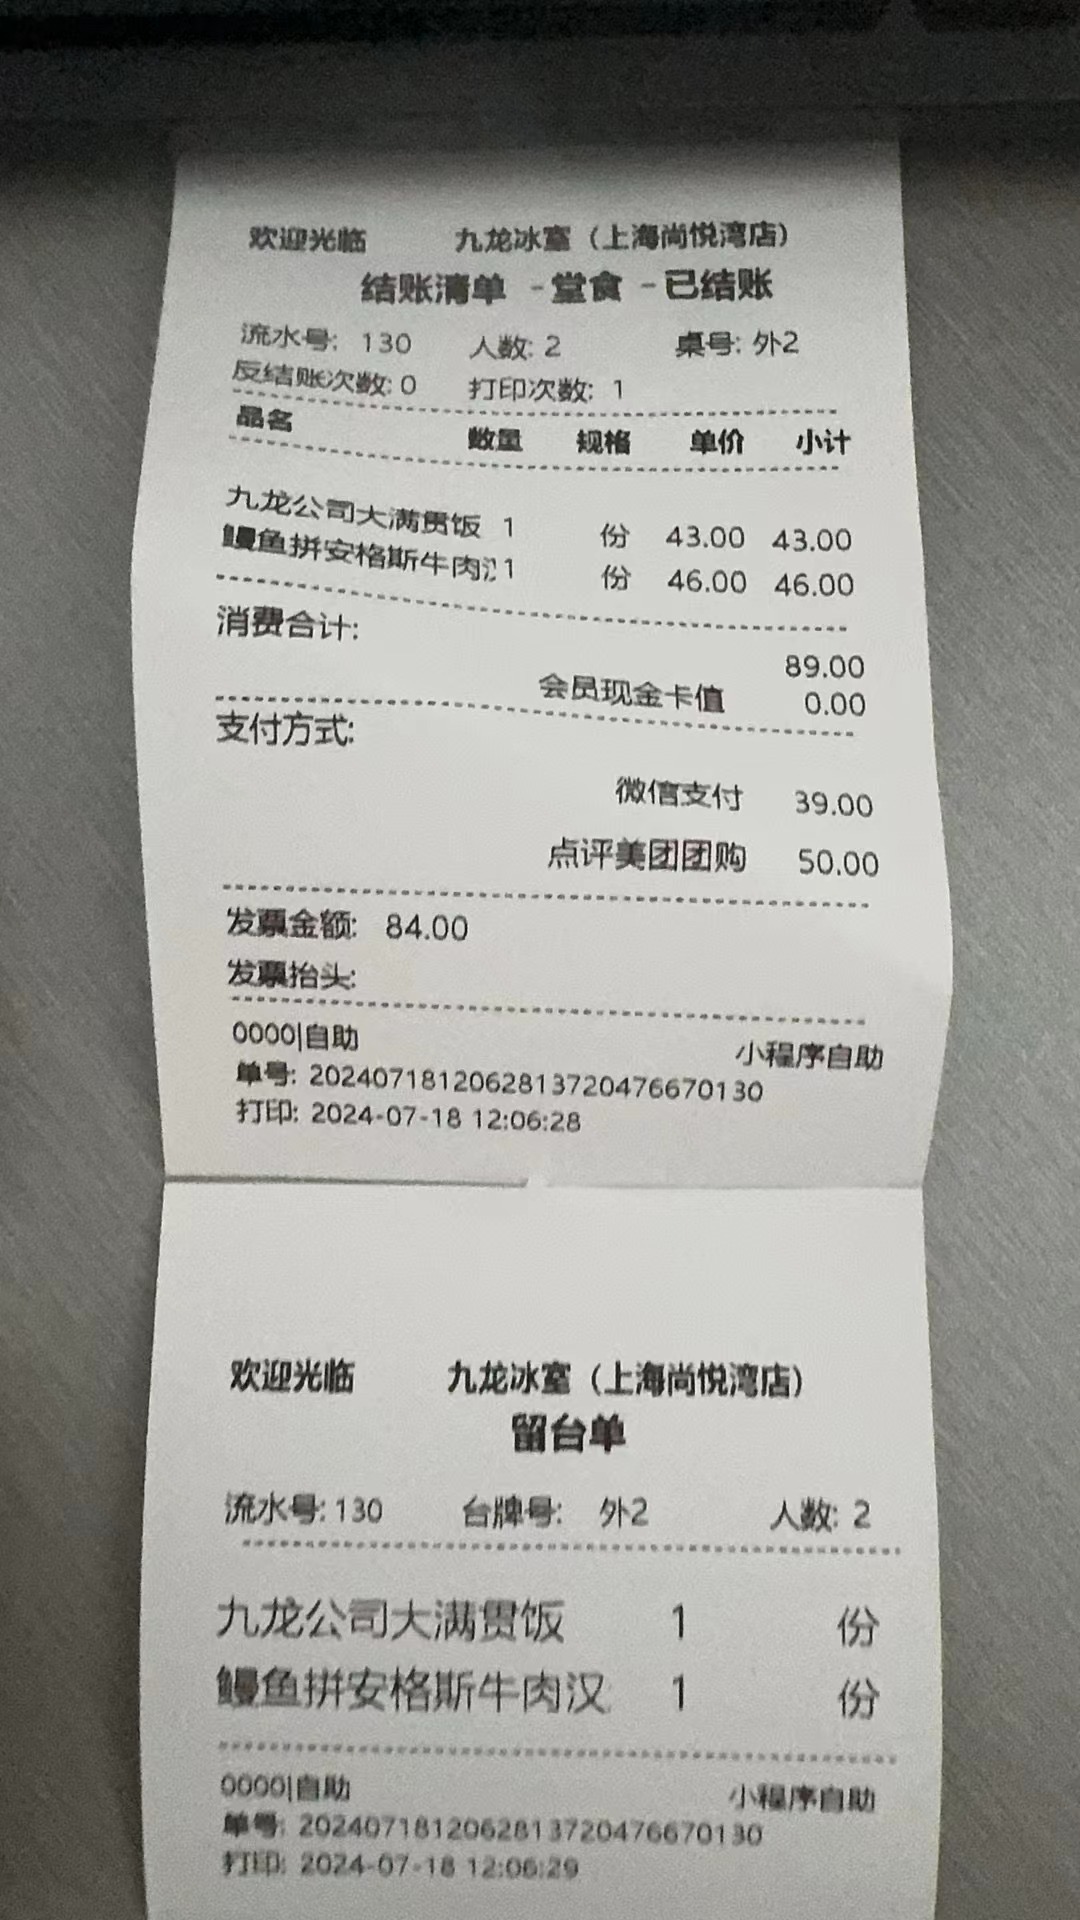 欢迎光临 九龙冰室（上海尚悦湾店）
结账清单 -堂食 -已结账
流水号: 130 人数: 2 桌号: 外2
反结账次数: 0 打印次数: 1
品名 数量 规格 单价 小计
九龙公司大满贯饭 1 份 43.00 43.00
鳗鱼拼安格斯牛肉 1 份 46.00 46.00
消费合计:
89.00
会员现金卡值 0.00
支付方式:
微信支付 39.00
点评美团团购 50.00
发票金额: 84.00
发票抬头:
0000|自助 小程序自助
单号: 2024071812062813720476670130
打印: 2024-07-18 12:06:28
欢迎光临 九龙冰室（上海尚悦湾店）
留台单
流水号: 130 台牌号: 外2 人数: 2
九龙公司大满贯饭 1 份
鳗鱼拼安格斯牛肉汉 1 份
0000|自助 小程序自助
单号: 2024071812062813720476670130
打印: 2024-07-18 12:06:29